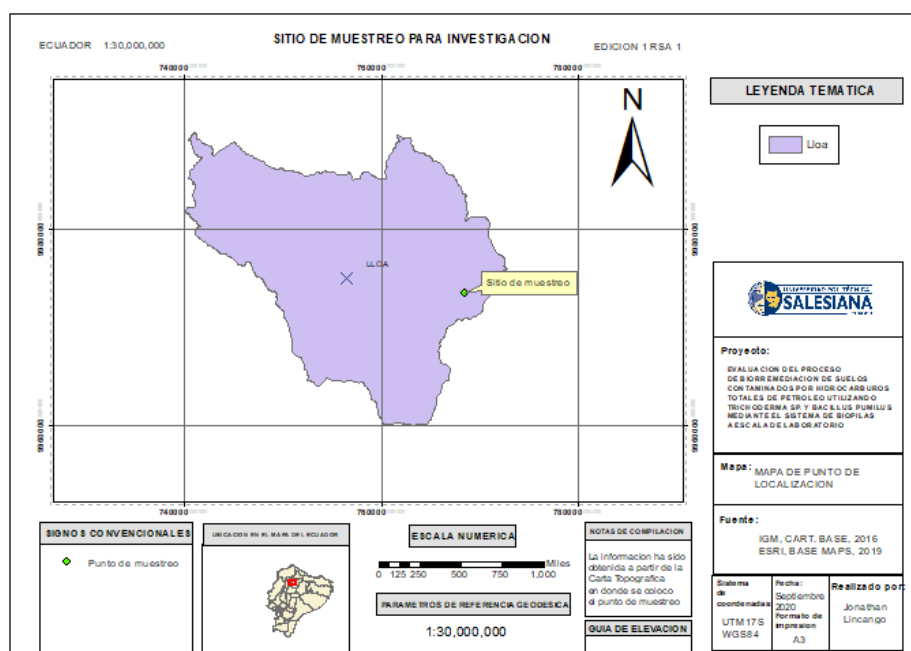 ECUADOR 1:30,000,000
SITIO DE MUESTREO PARA INVESTIGACION
EDICION 1 RSA 1
740000
760000
780000
N
9980000
9980000
LLOA
Sitio de muestreo
9960000
9960000
740000
760000
780000
LEYENDA TEMATICA
Lloa
UNIVERSIDAD POLITÉCNICA
SALESIANA
ECUADOR
Proyecto:
EVALUACION DEL PROCESO
DE BIORREMEDIACION DE SUELOS
CONTAMINADOS POR HIDROCARBUROS
TOTALES DE PETROLEO UTILIZANDO
TRICHODERMA SP. Y BACILLUS PUMILUS
MEDIANTE EL SISTEMA DE BIOPILAS
A ESCALA DE LABORATORIO
Mapa: MAPA DE PUNTO DE
LOCALIZACION
Fuente:
IGM, CART. BASE, 2016
ESRI, BASE MAPS, 2019
Sistema
de
coordenadas
UTM 17S
WGS84
Fecha:
Septiembre
2020
Formato de
impresion
A3
Realizado por:
Jonathan
Lincango
SIGNOS CONVENCIONALES
Punto de muestreo
UBICACION EN EL MAPA DEL ECUADOR
ESCALA NUMERICA
Miles
0 125 250 500 750 1,000
PARAMETROS DE REFERENCIA GEODESICA
1:30,000,000
NOTAS DE COMPILACION
La informacion ha sido
obtenida a partir de la
Carta Topografica
en donde se coloco
el punto de muestreo
GUIA DE ELEVACION